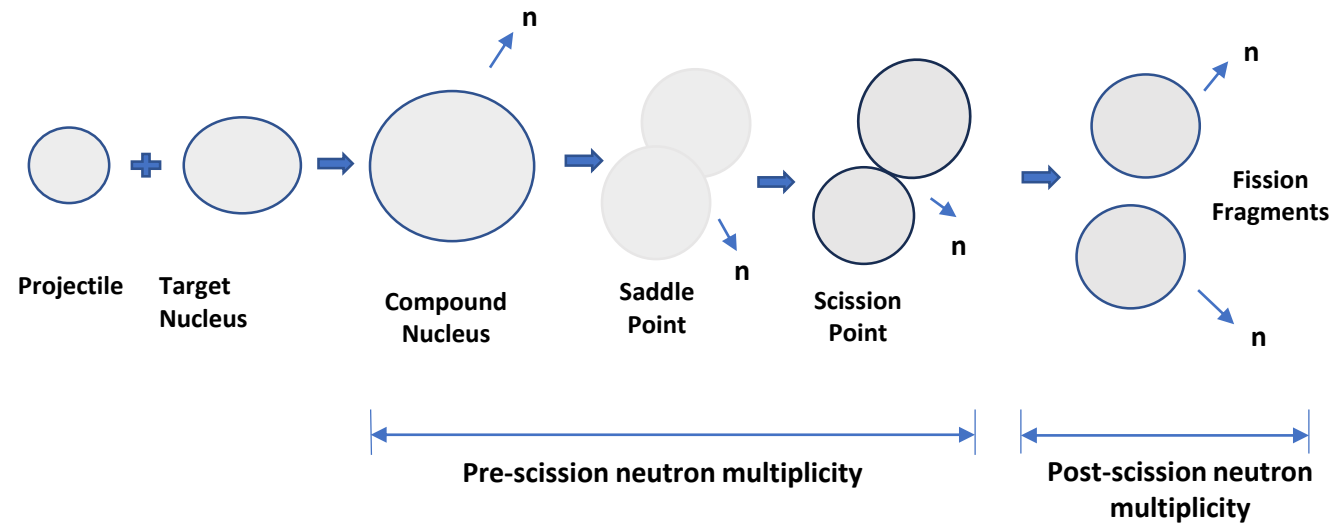 n
n
n
n
n
Projectile
Target
Nucleus
Compound
Nucleus
Saddle
Point
Scission
Point
Fission
Fragments
Pre-scission neutron multiplicity
Post-scission neutron
multiplicity